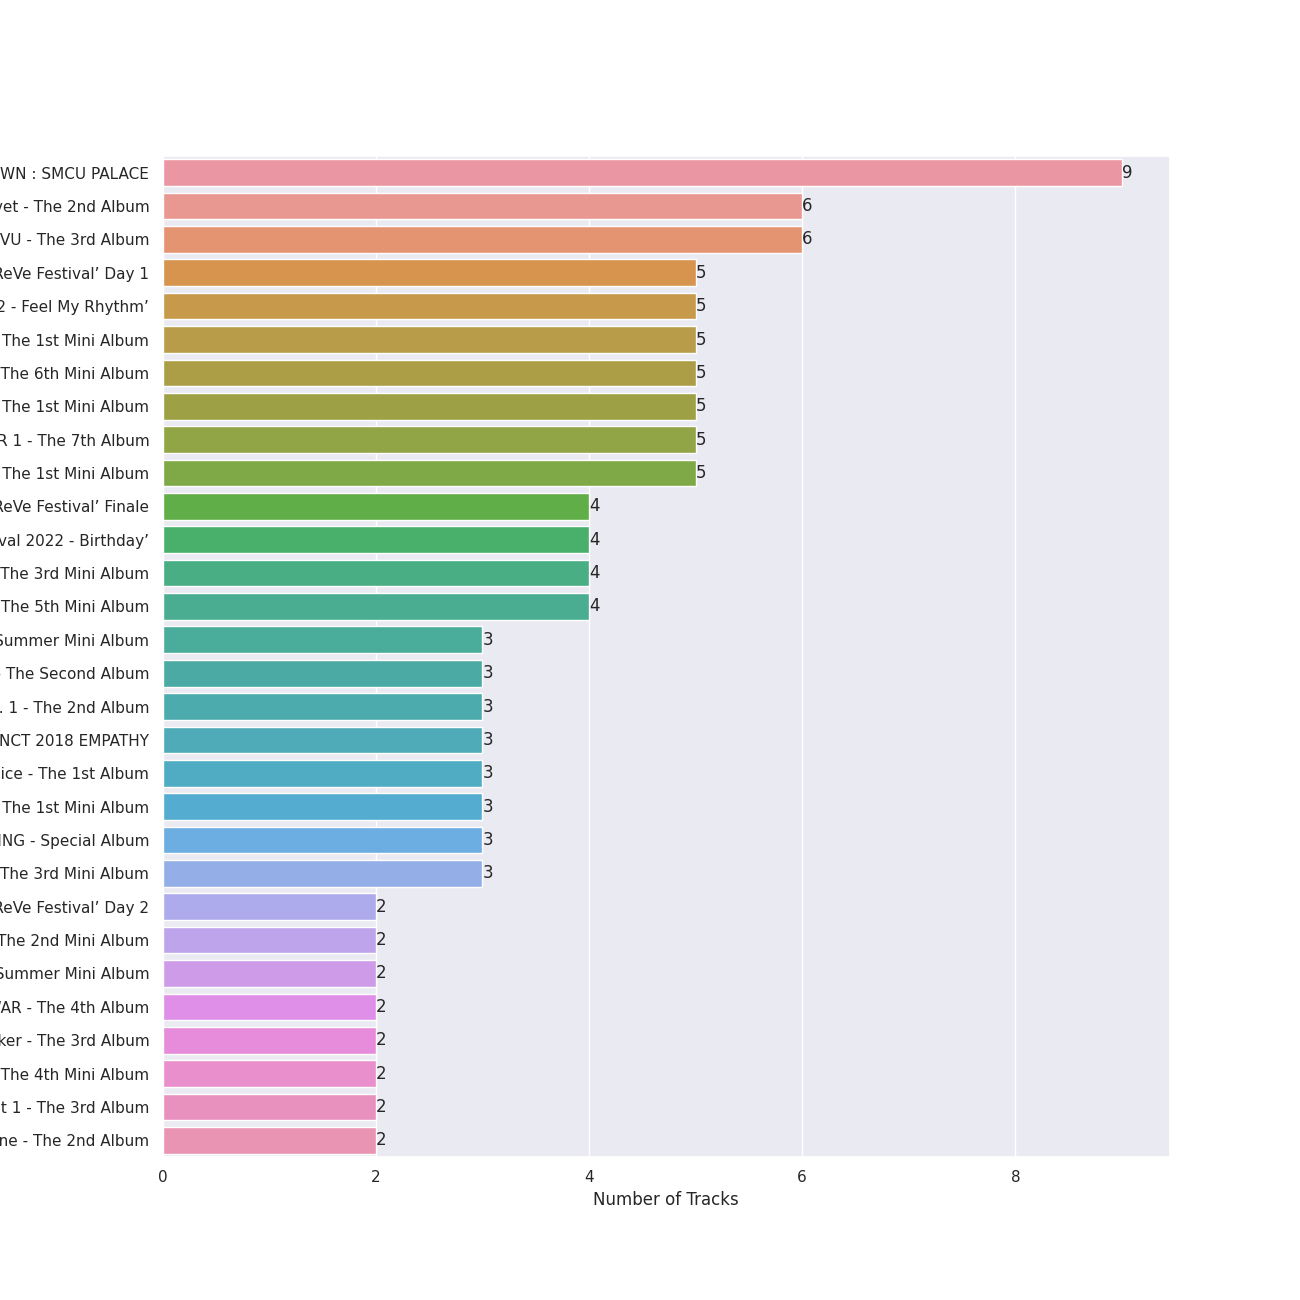 WN : SMCU PALACE 9
vet - The 2nd Album 6
VU - The 3rd Album 6
ReVe Festival’ Day 1 5
2 - Feel My Rhythm’ 5
The 1st Mini Album 5
The 6th Mini Album 5
The 1st Mini Album 5
R 1 - The 7th Album 5
The 1st Mini Album 5
ReVe Festival’ Finale 4
val 2022 - Birthday’ 4
The 3rd Mini Album 4
The 5th Mini Album 4
Summer Mini Album 3
- The Second Album 3
. 1 - The 2nd Album 3
NCT 2018 EMPATHY 3
ice - The 1st Album 3
The 1st Mini Album 3
ING - Special Album 3
The 3rd Mini Album 3
ReVe Festival’ Day 2 2
The 2nd Mini Album 2
Summer Mini Album 2
WAR - The 4th Album 2
ker - The 3rd Album 2
The 4th Mini Album 2
t 1 - The 3rd Album 2
ne - The 2nd Album 2
0 2 4 6 8
Number of Tracks